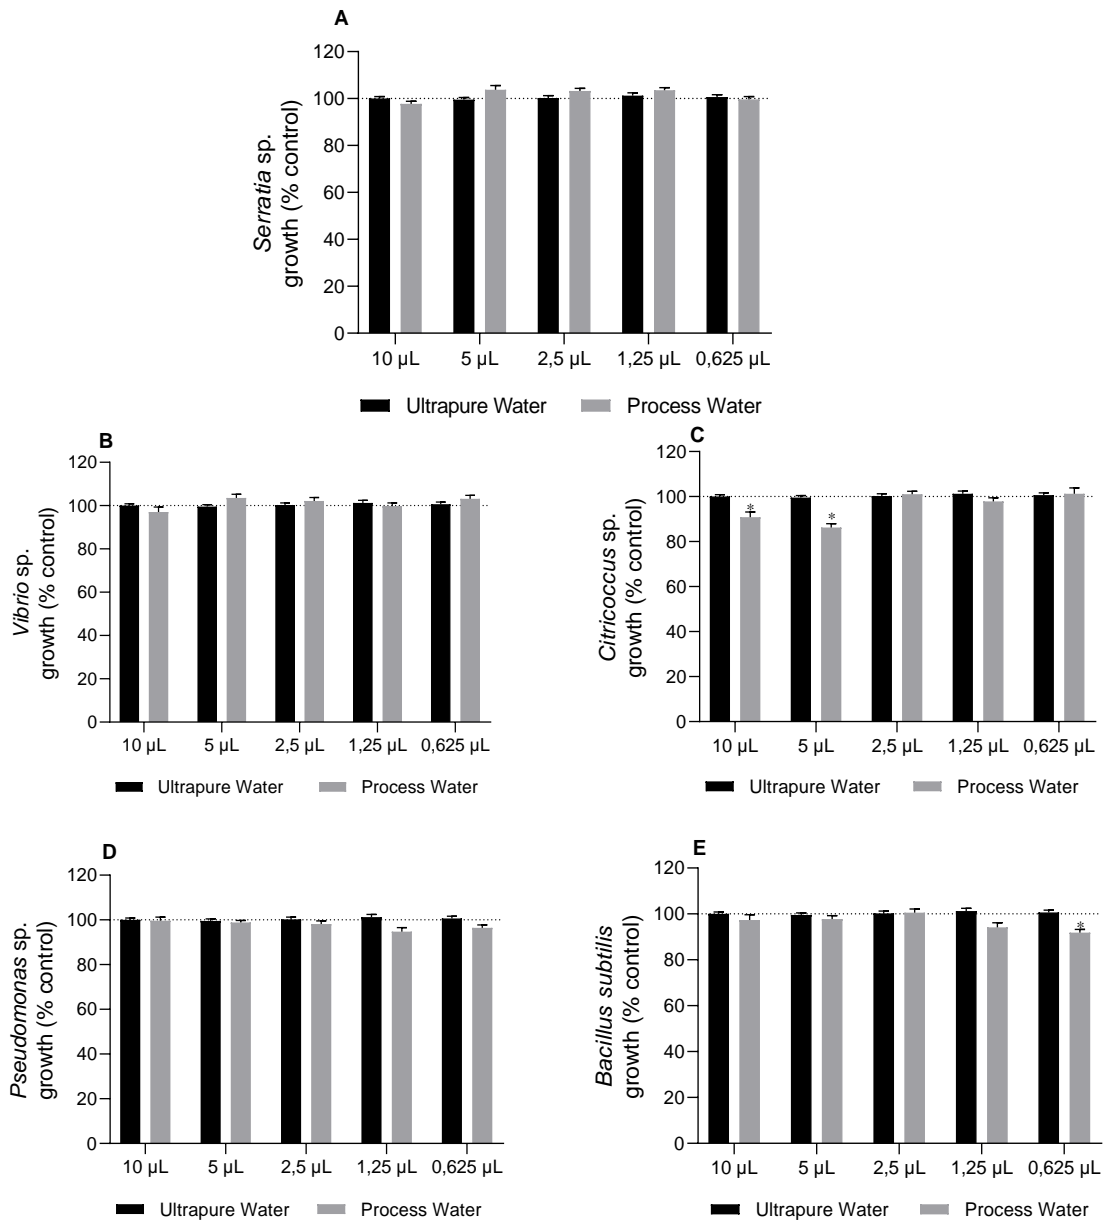 A
120
100
80
60
40
20
0
Serratia sp.
growth (% control)
10 µL 5 µL 2,5 µL 1,25 µL 0,625 µL
Ultrapure Water Process Water
B
120
100
80
60
40
20
0
Vibrio sp.
growth (% control)
10 µL 5 µL 2,5 µL 1,25 µL 0,625 µL
Ultrapure Water Process Water
C
120
100
80
60
40
20
0
Citricoccus sp.
growth (% control)
* *
10 µL 5 µL 2,5 µL 1,25 µL 0,625 µL
Ultrapure Water Process Water
D
120
100
80
60
40
20
0
Pseudomonas sp.
growth (% control)
10 µL 5 µL 2,5 µL 1,25 µL 0,625 µL
Ultrapure Water Process Water
E
120
100
80
60
40
20
0
Bacillus subtilis
growth (% control)
*
10 µL 5 µL 2,5 µL 1,25 µL 0,625 µL
Ultrapure Water Process Water